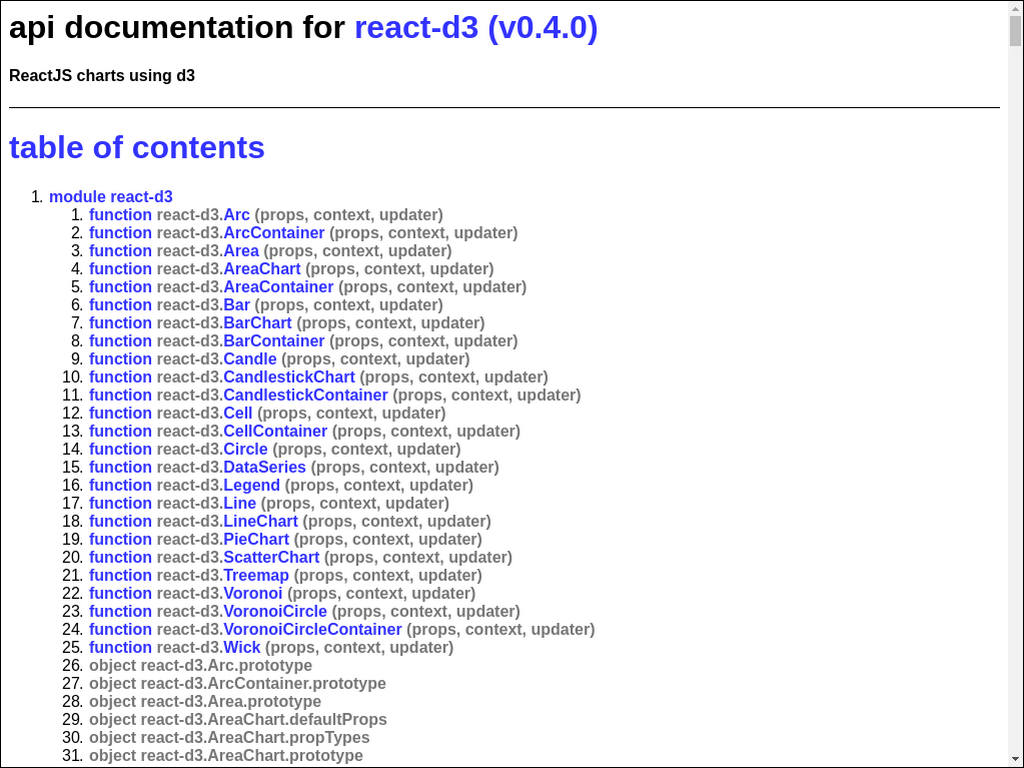 api documentation for react-d3 (v0.4.0)
ReactJS charts using d3
table of contents
1. module react-d3
1. function react-d3.Arc (props, context, updater)
2. function react-d3.ArcContainer (props, context, updater)
3. function react-d3.Area (props, context, updater)
4. function react-d3.AreaChart (props, context, updater)
5. function react-d3.AreaContainer (props, context, updater)
6. function react-d3.Bar (props, context, updater)
7. function react-d3.BarChart (props, context, updater)
8. function react-d3.BarContainer (props, context, updater)
9. function react-d3.Candle (props, context, updater)
10. function react-d3.CandlestickChart (props, context, updater)
11. function react-d3.CandlestickContainer (props, context, updater)
12. function react-d3.Cell (props, context, updater)
13. function react-d3.CellContainer (props, context, updater)
14. function react-d3.Circle (props, context, updater)
15. function react-d3.DataSeries (props, context, updater)
16. function react-d3.Legend (props, context, updater)
17. function react-d3.Line (props, context, updater)
18. function react-d3.LineChart (props, context, updater)
19. function react-d3.PieChart (props, context, updater)
20. function react-d3.ScatterChart (props, context, updater)
21. function react-d3.Treemap (props, context, updater)
22. function react-d3.Voronoi (props, context, updater)
23. function react-d3.VoronoiCircle (props, context, updater)
24. function react-d3.VoronoiCircleContainer (props, context, updater)
25. function react-d3.Wick (props, context, updater)
26. object react-d3.Arc.prototype
27. object react-d3.ArcContainer.prototype
28. object react-d3.Area.prototype
29. object react-d3.AreaChart.defaultProps
30. object react-d3.AreaChart.propTypes
31. object react-d3.AreaChart.prototype